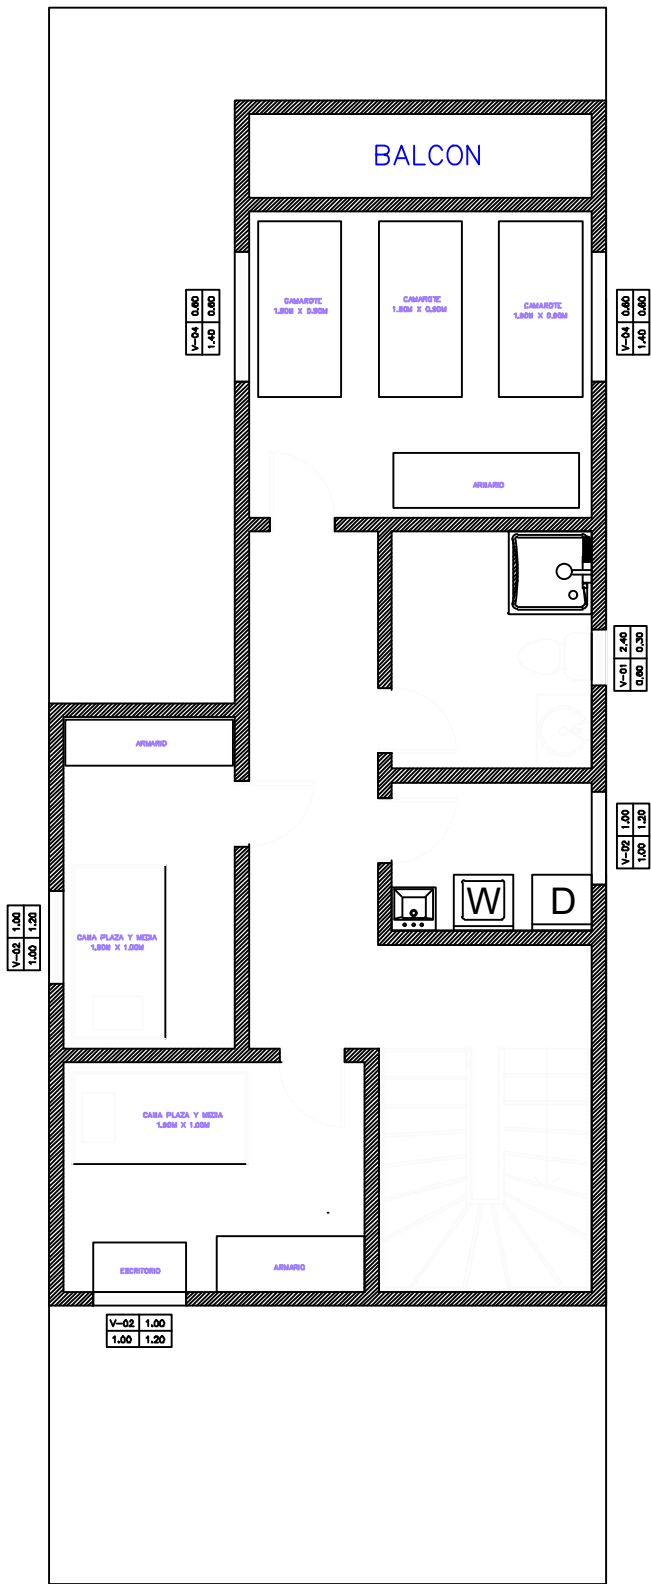 BALCON
CAMAROTE
1.90M X 0.90M
CAMAROTE
1.90M X 0.90M
CAMAROTE
1.90M X 0.90M
V-04 0.60
1.40 0.60
V-04 0.60
1.40 0.60
ARMARIO
V-01 2.40
0.60 0.30
ARMARIO
V-02 1.00
1.00 1.20
W
D
V-02 1.00
1.00 1.20
CAMA PLAZA Y MEDIA
1.90M X 1.00M
CAMA PLAZA Y MEDIA
1.90M X 1.00M
ESCRITORIO
ARMARIO
V-02 1.00
1.00 1.20